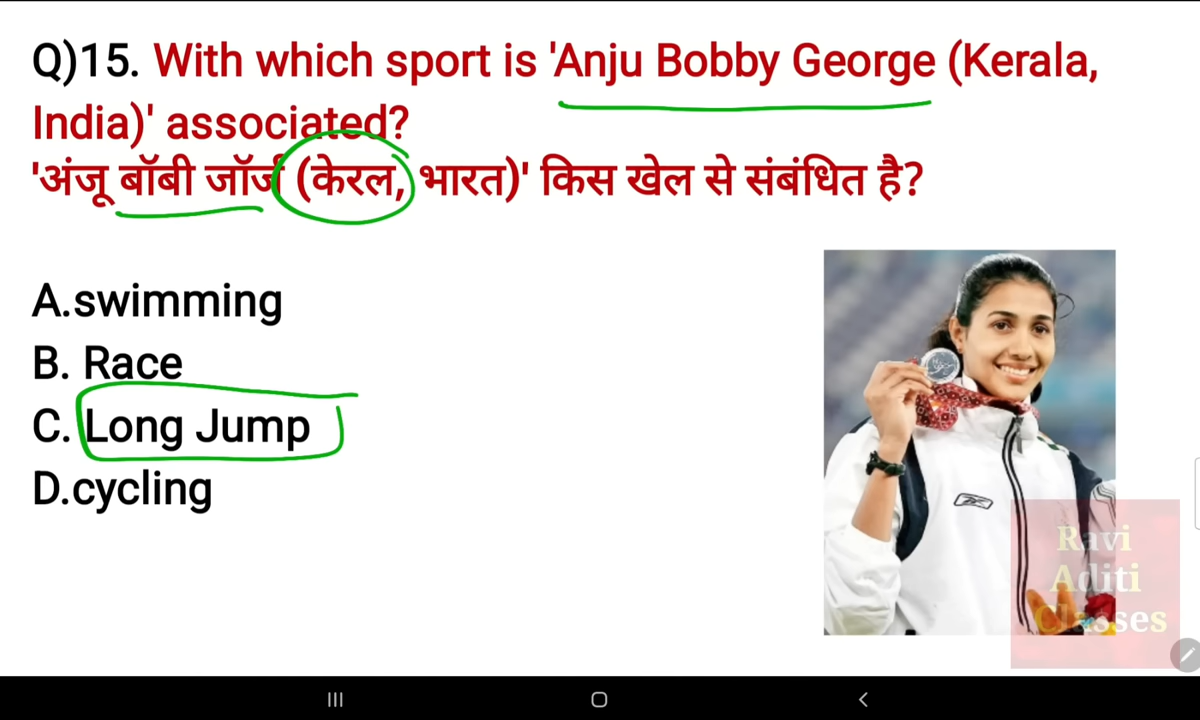 Q)15. With which sport is 'Anju Bobby George (Kerala,
India)' associated?
'अंजू बॉबी जॉर्ज (केरल, भारत)' किस खेल से संबंधित है?
A.swimming
B. Race
C. Long Jump
D.cycling
Ravi
Aditi
Classes